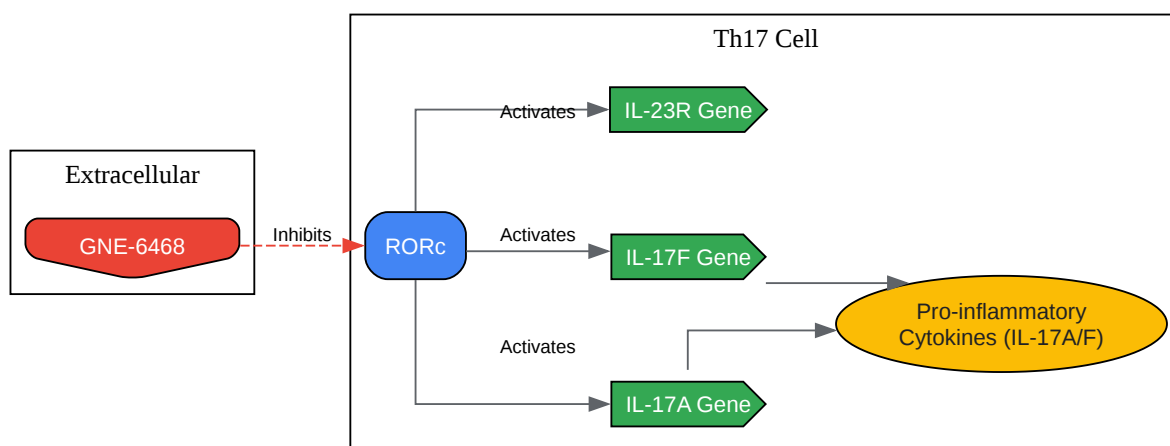 Th17 Cell
Activates
IL-23R Gene
Extracellular
GNE-6468
Inhibits
RORc
Activates
IL-17F Gene
Pro-inflammatory
Cytokines (IL-17A/F)
Activates
IL-17A Gene